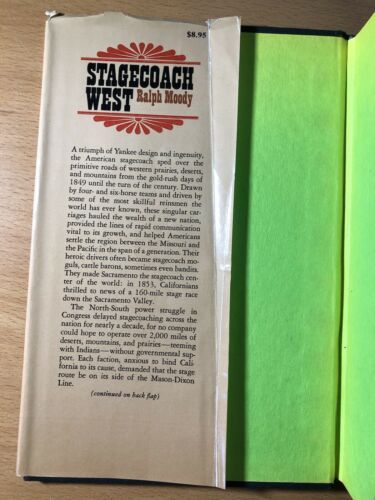 $8.95
STAGECOACH
WEST Ralph Moody
A triumph of Yankee design and ingenuity,
the American stagecoach sped over the
primitive roads of western prairies, deserts,
and mountains from the gold-rush days of
1849 until the turn of the century. Drawn
by four- and six-horse teams and driven by
some of the most skillful reinsmen the
world has ever known, these singular car-
riages hauled the wealth of a new nation,
provided the lines of rapid communication
vital to its growth, and helped Americans
settle the region between the Missouri and
the Pacific in the span of a generation. Their
heroic drivers often became stagecoach mo-
guls, cattle barons, sometimes even bandits.
They made Sacramento the stagecoach cen-
ter of the world: in 1853, Californians
thrilled to news of a 160-mile stage race
down the Sacramento Valley.
The North-South power struggle in
Congress delayed stagecoaching across the
nation for nearly a decade, for no company
could hope to operate over 2,000 miles of
deserts, mountains, and prairies—teeming
with Indians—without governmental sup-
port. Each faction, anxious to bind Cali-
fornia to its cause, demanded that the stage
route be on its side of the Mason-Dixon
Line.
(continued on back flap)